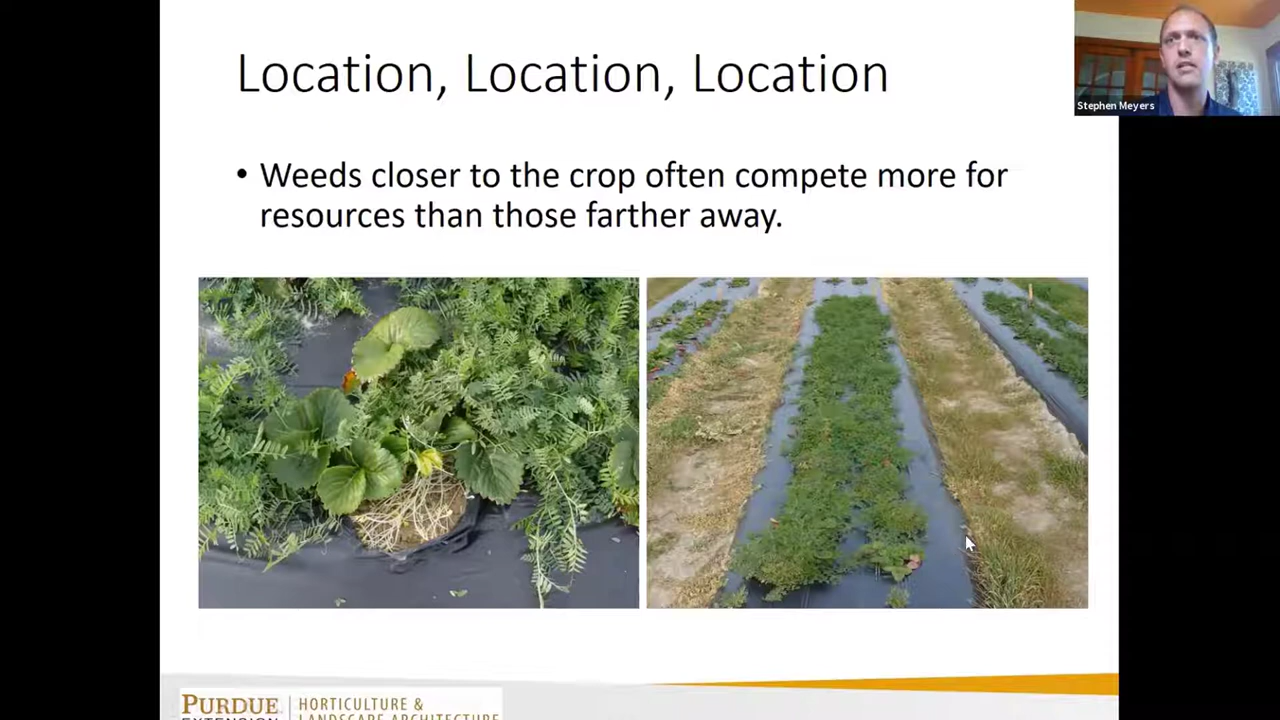 Location, Location, Location
Stephen Meyers
• Weeds closer to the crop often compete more for
resources than those farther away.
PURDUE
EXTENSION
HORTICULTURE &
LANDSCAPE ARCHITECTURE